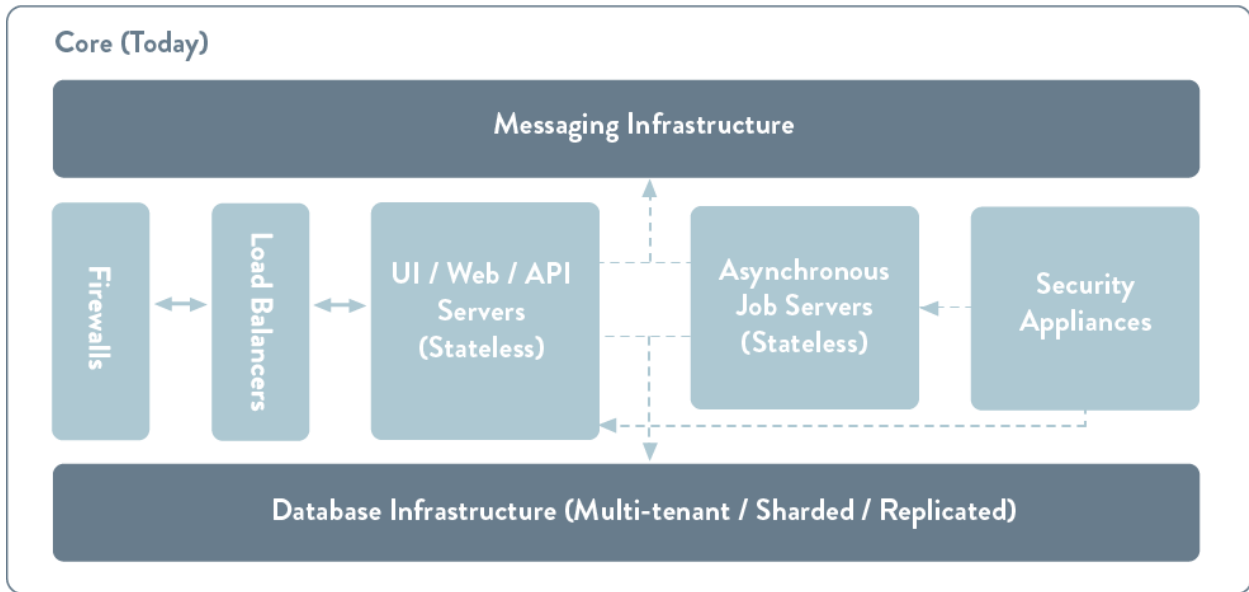 Core (Today)
Messaging Infrastructure
Firewalls
Load Balancers
UI / Web / API
Servers
(Stateless)
Asynchronous
Job Servers
(Stateless)
Security
Appliances
Database Infrastructure (Multi-tenant / Sharded / Replicated)